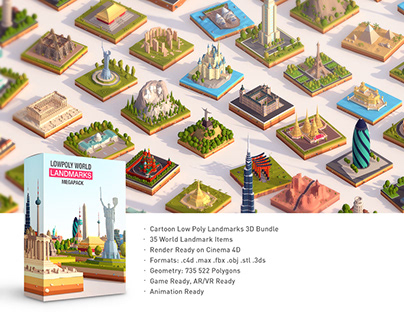 LOWPOLY WORLD
LANDMARKS
MEGAPACK
· Cartoon Low Poly Landmarks 3D Bundle
· 35 World Landmark Items
· Render Ready on Cinema 4D
· Formats: .c4d .max .fbx .obj .stl .3ds
· Geometry: 735 522 Polygons
· Game Ready, AR/VR Ready
· Animation Ready